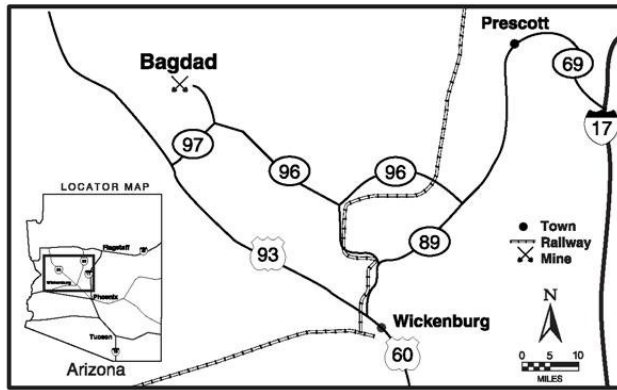 Prescott
Bagdad
69
17
97
96
96
LOCATOR MAP
Flagstaff
Wickenburg
Phoenix
Tucson
Arizona
93
89
Town
Railway
Mine
N
Wickenburg
60
0 5 10
MILES